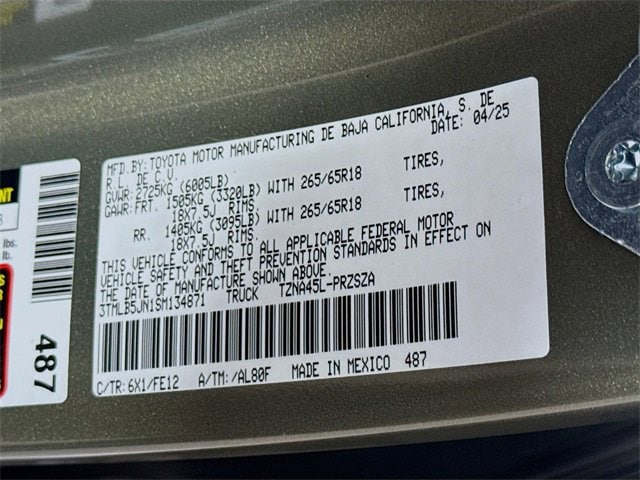 MFD.BY: TOYOTA MOTOR MANUFACTURING DE BAJA CALIFORNIA, S. DE
R.L. DE C.V. DATE: 04/25
GVWR: 2725KG (6005LB)
GAWR:FRT. 1505KG (3320LB) WITH 265/65R18 TIRES,
18X7.5J RIMS
RR. 1405KG (3095LB) WITH 265/65R18 TIRES,
18X7.5J RIMS
THIS VEHICLE CONFORMS TO ALL APPLICABLE FEDERAL MOTOR
VEHICLE SAFETY AND THEFT PREVENTION STANDARDS IN EFFECT ON
THE DATE OF MANUFACTURE SHOWN ABOVE.
3TMLB5JN1SM134871 TRUCK TZNA45L-PRZSZA
C/TR: 6X1/FE12 A/TM: /AL80F MADE IN MEXICO 487
lbs.
lb.
487